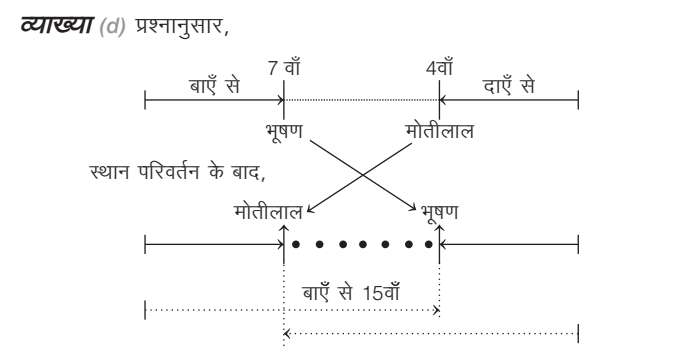 व्याख्या (d) प्रश्नानुसार,
7 वाँ 4वाँ
बाएँ से दाएँ से
भूषण मोतीलाल
स्थान परिवर्तन के बाद,
मोतीलाल भूषण
बाएँ से 15वाँ